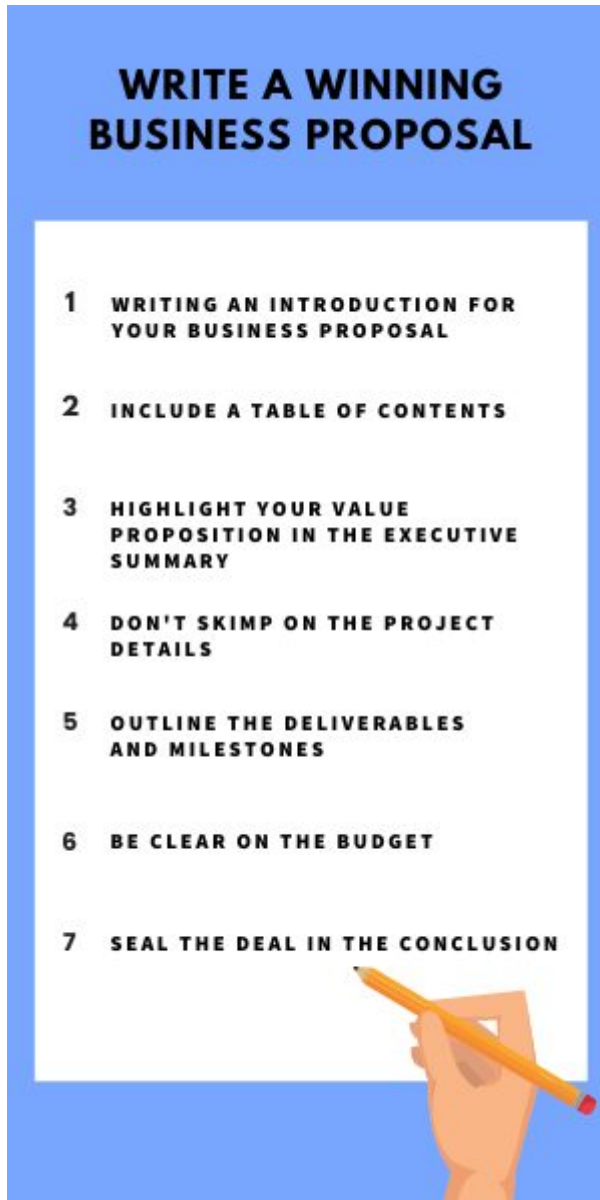 WRITE A WINNING
BUSINESS PROPOSAL
1 WRITING AN INTRODUCTION FOR
YOUR BUSINESS PROPOSAL
2 INCLUDE A TABLE OF CONTENTS
3 HIGHLIGHT YOUR VALUE
PROPOSITION IN THE EXECUTIVE
SUMMARY
4 DON'T SKIMP ON THE PROJECT
DETAILS
5 OUTLINE THE DELIVERABLES
AND MILESTONES
6 BE CLEAR ON THE BUDGET
7 SEAL THE DEAL IN THE CONCLUSION